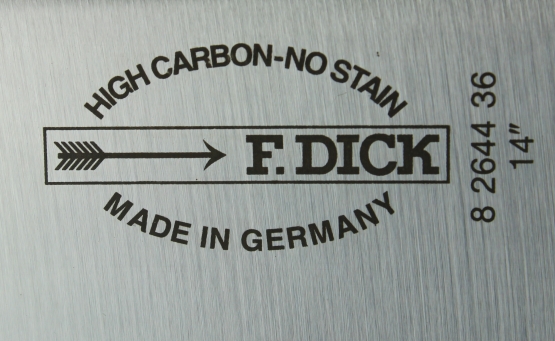 HIGH CARBON-NO STAIN
F. DICK
MADE IN GERMANY
8 2644 36
14"